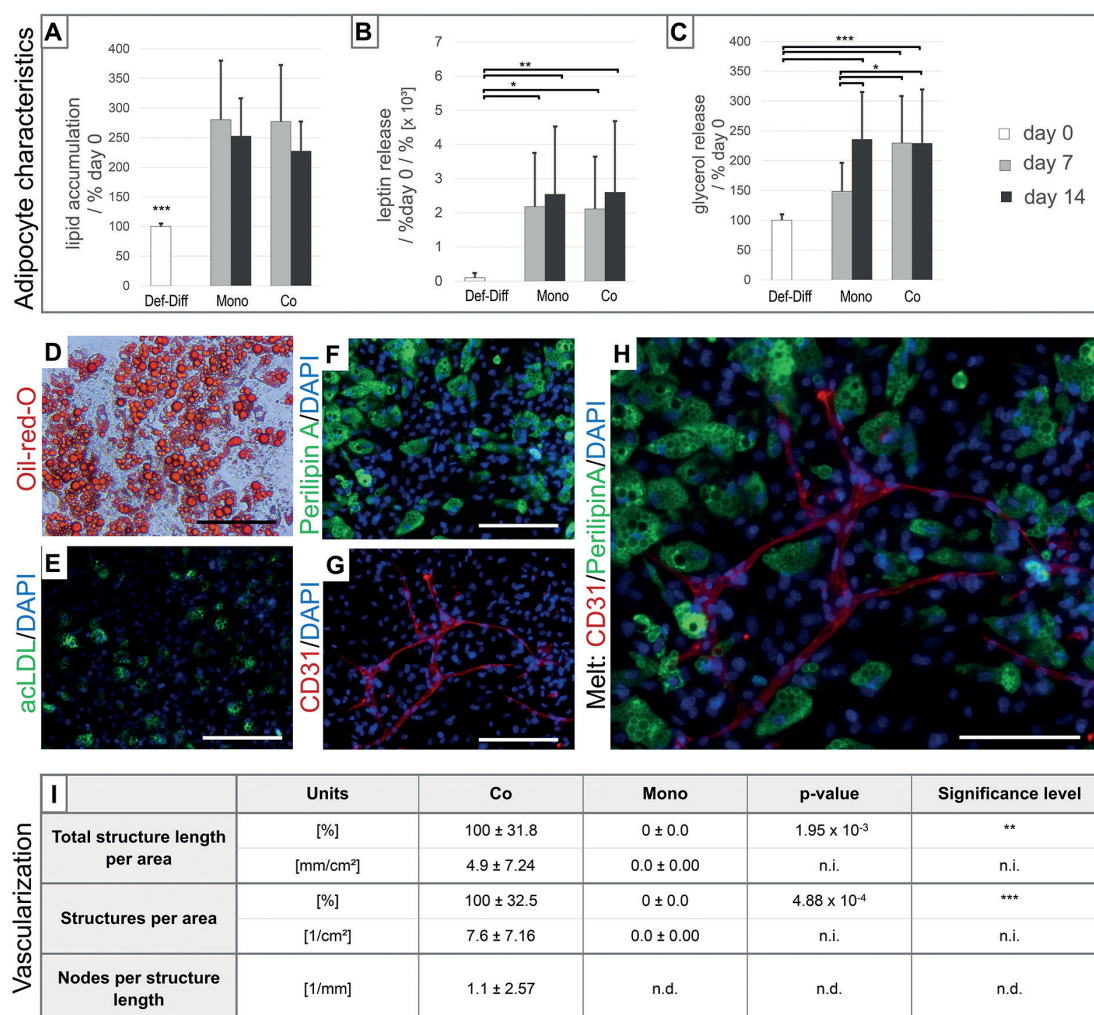 Adipocyte characteristics
A
lipid accumulation
/ % day 0
400
350
300
250
200
150
100
50
0
***
Def-Diff Mono Co
B
leptin release
/ %day 0 / % [x 10³]
7
6
5
4
3
2
1
0
**
*
Def-Diff Mono Co
C
glycerol release
/ % day 0
400
350
300
250
200
150
100
50
0
***
*
Def-Diff Mono Co
day 0
day 7
day 14
D
Oil-red-O
E
acLDL/DAPI
F
Perilipin A/DAPI
G
CD31/DAPI
H
Melt: CD31/PerilipinA/DAPI
Vascularization
I Units Co Mono p-value Significance level
Total structure length
per area
[%] 100 ± 31.8 0 ± 0.0 1.95 x 10⁻³ **
[mm/cm²] 4.9 ± 7.24 0.0 ± 0.00 n.i. n.i.
Structures per area
[%] 100 ± 32.5 0 ± 0.0 4.88 x 10⁻⁴ ***
[1/cm²] 7.6 ± 7.16 0.0 ± 0.00 n.i. n.i.
Nodes per structure
length
[1/mm] 1.1 ± 2.57 n.d. n.d. n.d.